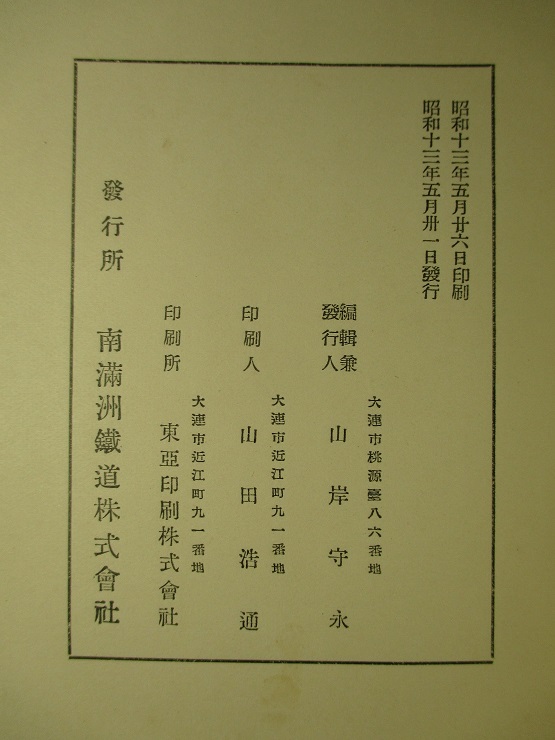 昭和十三年五月廿六日印刷
昭和十三年五月卅一日發行
大連市桃源臺八六番地
編輯兼
發行人
山岸守永
大連市近江町九一番地
印刷人 山田浩通
大連市近江町九一番地
印刷所 東亞印刷株式會社
發行所 南滿洲鐵道株式會社